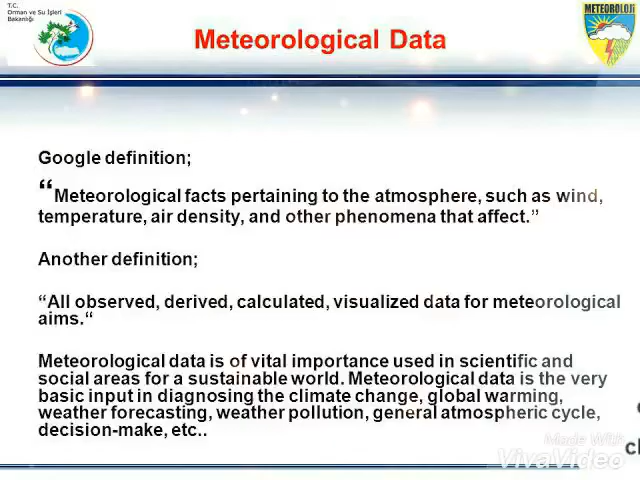 T.C.
Orman ve Su İşleri
Bakanlığı
METEOROLOJİ
Meteorological Data
Google definition;
“Meteorological facts pertaining to the atmosphere, such as wind,
temperature, air density, and other phenomena that affect.”
Another definition;
“All observed, derived, calculated, visualized data for meteorological
aims.“
Meteorological data is of vital importance used in scientific and
social areas for a sustainable world. Meteorological data is the very
basic input in diagnosing the climate change, global warming,
weather forecasting, weather pollution, general atmospheric cycle,
decision-make, etc..
Made With
VivaVideo